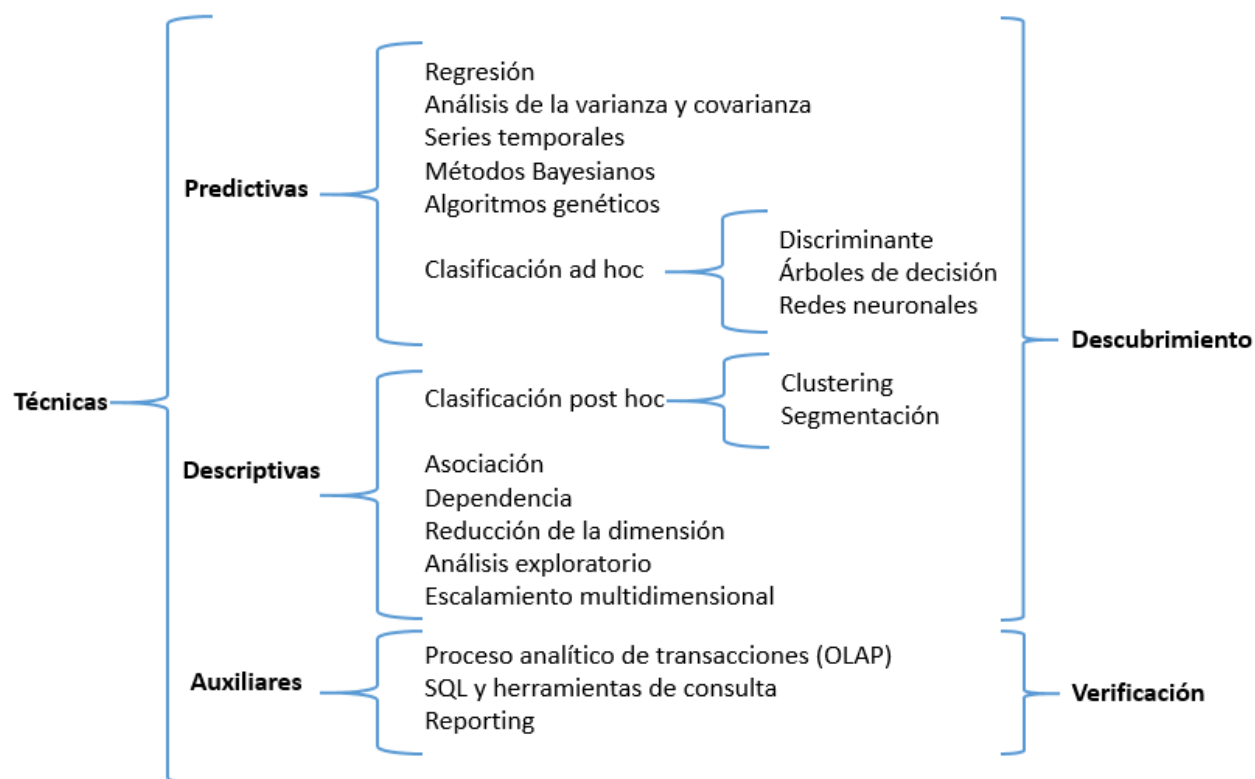 Técnicas
Predictivas
Regresión
Análisis de la varianza y covarianza
Series temporales
Métodos Bayesianos
Algoritmos genéticos
Clasificación ad hoc
Discriminante
Árboles de decisión
Redes neuronales
Descriptivas
Clasificación post hoc
Clustering
Segmentación
Asociación
Dependencia
Reducción de la dimensión
Análisis exploratorio
Escalamiento multidimensional
Descubrimiento
Auxiliares
Proceso analítico de transacciones (OLAP)
SQL y herramientas de consulta
Reporting
Verificación